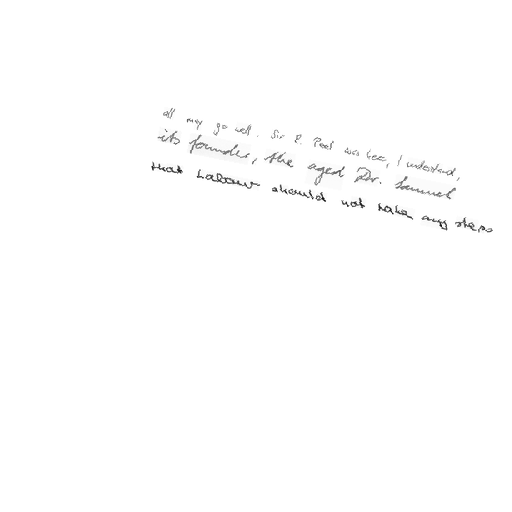 all may go well. Sir R. Peel was here, I understand,
its founder, the aged Dr. Samuel
that Labour should not take any steps